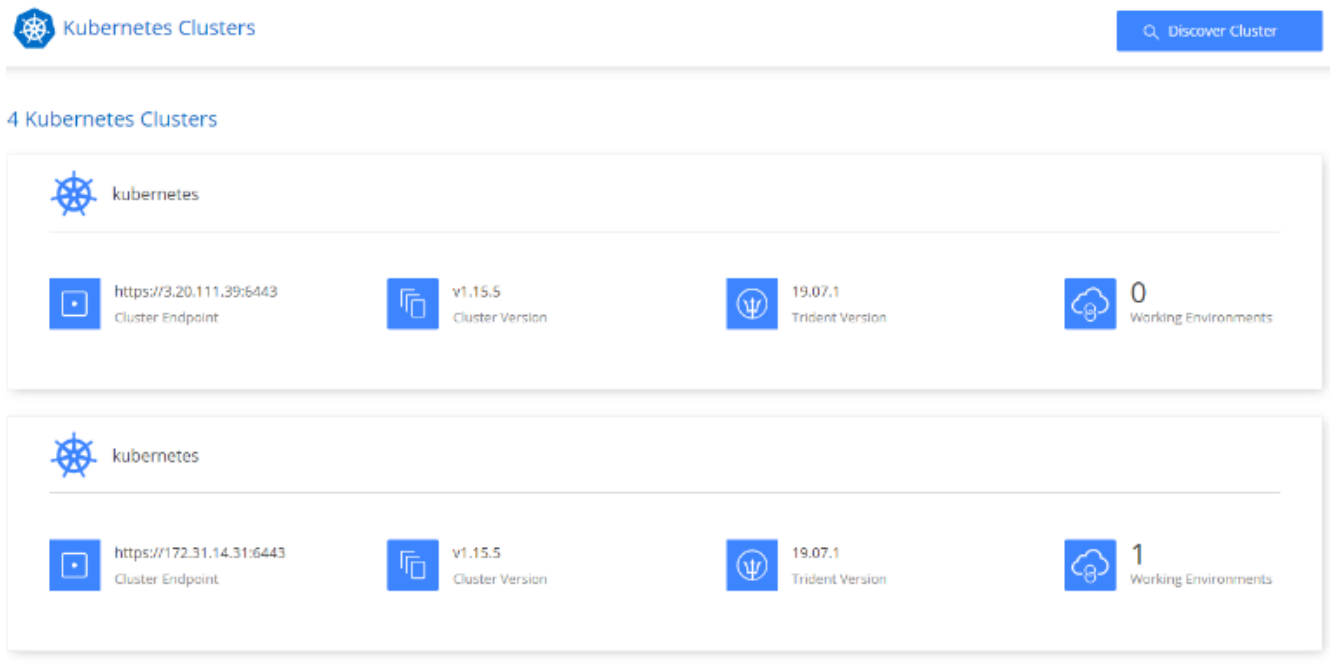 Kubernetes Clusters
Discover Cluster
4 Kubernetes Clusters
kubernetes
https://3.20.111.39:6443
Cluster Endpoint
v1.15.5
Cluster Version
19.07.1
Trident Version
0
Working Environments
kubernetes
https://172.31.14.31:6443
Cluster Endpoint
v1.15.5
Cluster Version
19.07.1
Trident Version
1
Working Environments